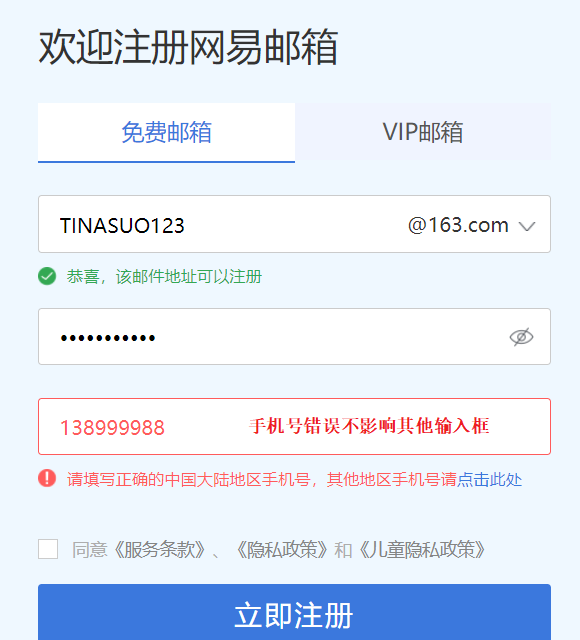 欢迎注册网易邮箱
免费邮箱 VIP邮箱
TINASUO123 @163.com
恭喜，该邮件地址可以注册
•••••••••••
138999988 手机号错误不影响其他输入框
请填写正确的中国大陆地区手机号，其他地区手机号请点击此处
同意《服务条款》、《隐私政策》和《儿童隐私政策》
立即注册